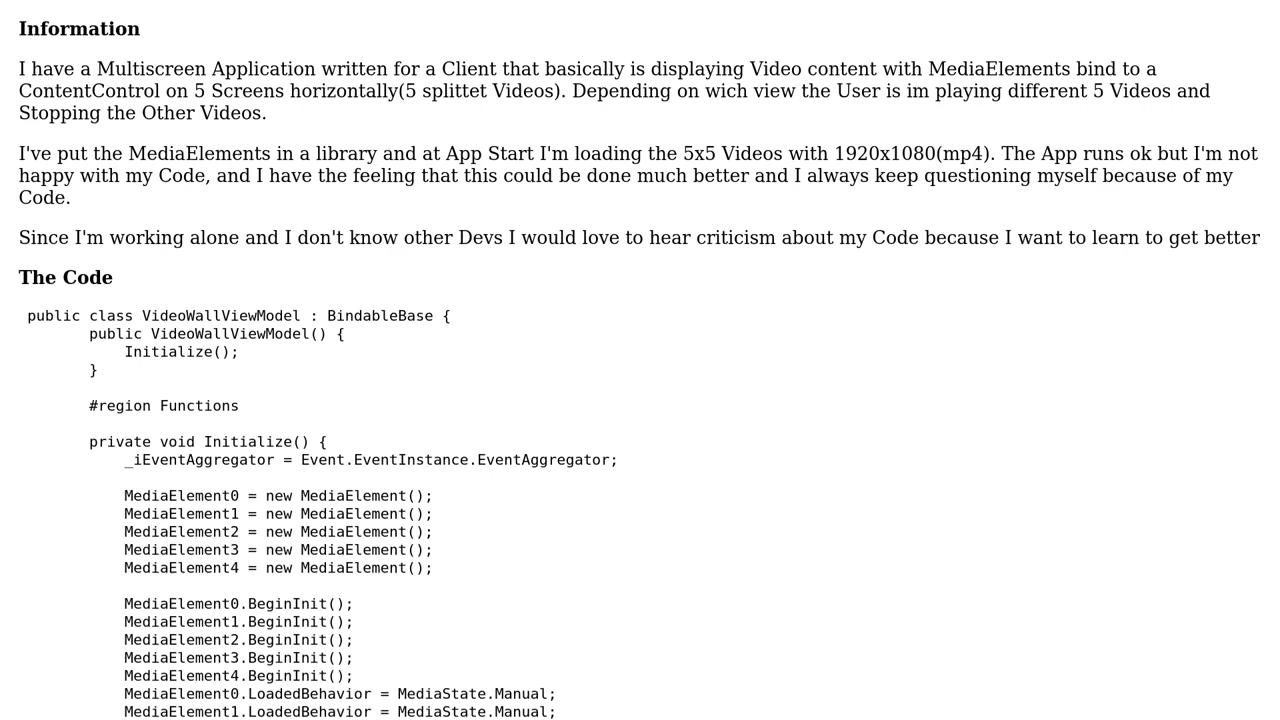 Information
I have a Multiscreen Application written for a Client that basically is displaying Video content with MediaElements bind to a
ContentControl on 5 Screens horizontally(5 splittet Videos). Depending on wich view the User is im playing different 5 Videos and
Stopping the Other Videos.
I've put the MediaElements in a library and at App Start I'm loading the 5x5 Videos with 1920x1080(mp4). The App runs ok but I'm not
happy with my Code, and I have the feeling that this could be done much better and I always keep questioning myself because of my
Code.
Since I'm working alone and I don't know other Devs I would love to hear criticism about my Code because I want to learn to get better
The Code
public class VideoWallViewModel : BindableBase {
public VideoWallViewModel() {
Initialize();
}
#region Functions
private void Initialize() {
_iEventAggregator = Event.EventInstance.EventAggregator;
MediaElement0 = new MediaElement();
MediaElement1 = new MediaElement();
MediaElement2 = new MediaElement();
MediaElement3 = new MediaElement();
MediaElement4 = new MediaElement();
MediaElement0.BeginInit();
MediaElement1.BeginInit();
MediaElement2.BeginInit();
MediaElement3.BeginInit();
MediaElement4.BeginInit();
MediaElement0.LoadedBehavior = MediaState.Manual;
MediaElement1.LoadedBehavior = MediaState.Manual;